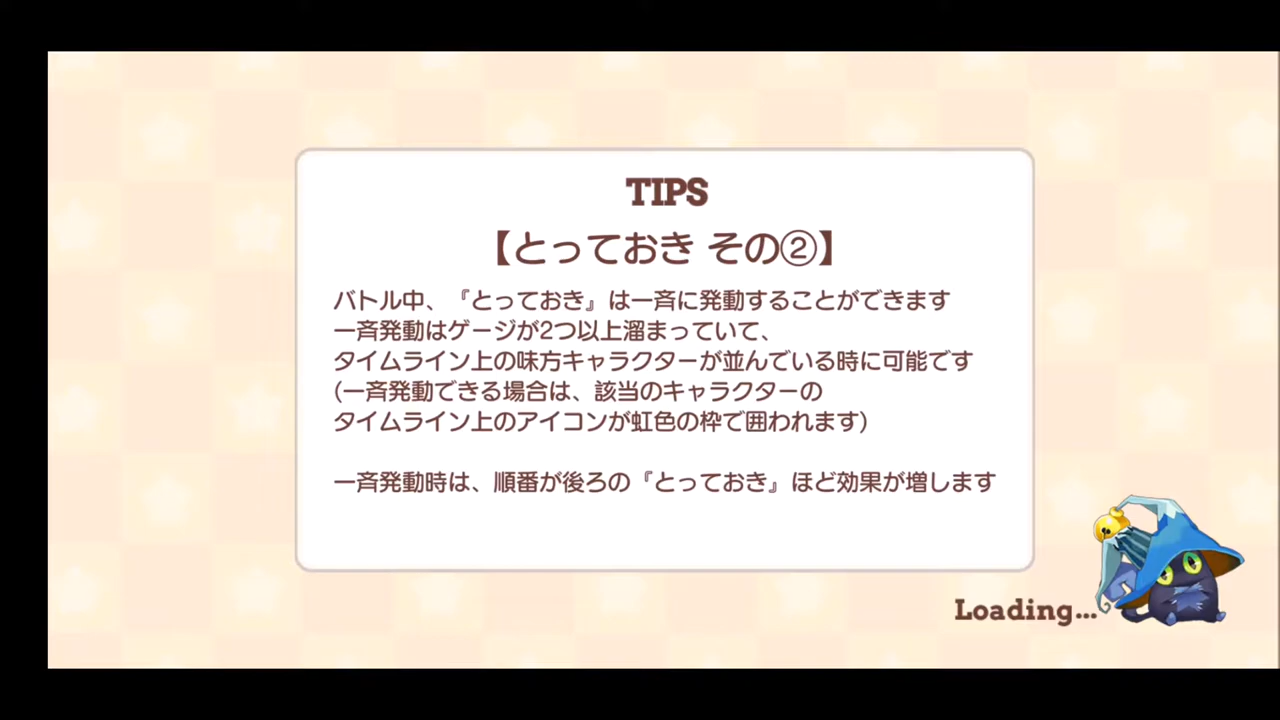 TIPS
【とっておき その②】
バトル中、『とっておき』は一斉に発動することができます
一斉発動はゲージが2つ以上溜まっていて、
タイムライン上の味方キャラクターが並んでいる時に可能です
(一斉発動できる場合は、該当のキャラクターの
タイムライン上のアイコンが虹色の枠で囲われます)
一斉発動時は、順番が後ろの『とっておき』ほど効果が増します
Loading...